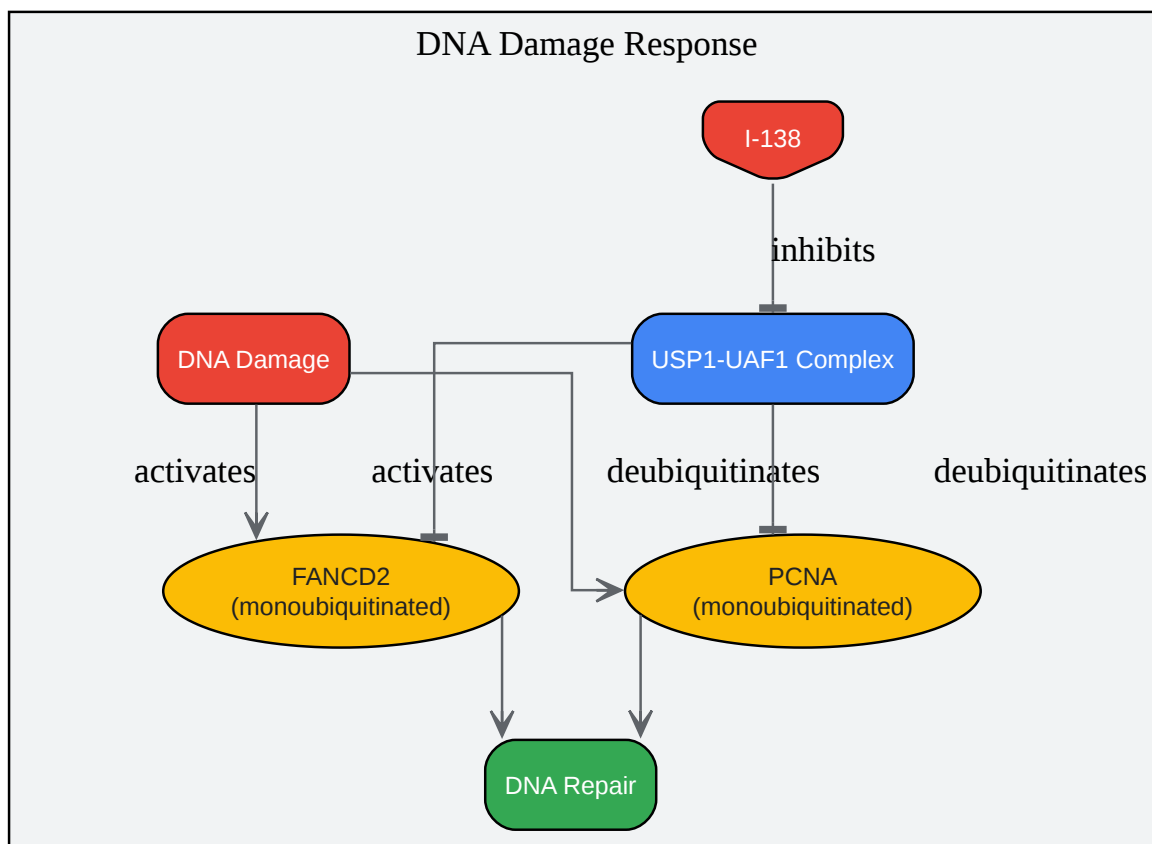 DNA Damage Response
I-138
inhibits
DNA Damage
USP1-UAF1 Complex
activates
activates
deubiquitinates
deubiquitinates
FANCD2
(monoubiquitinated)
PCNA
(monoubiquitinated)
DNA Repair